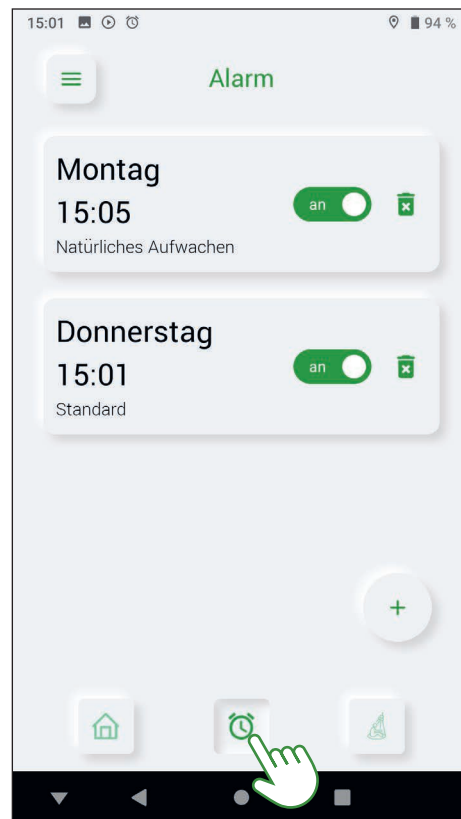 15:01 94 %
Alarm
Montag
15:05
an
Natürliches Aufwachen
Donnerstag
15:01
an
Standard
+